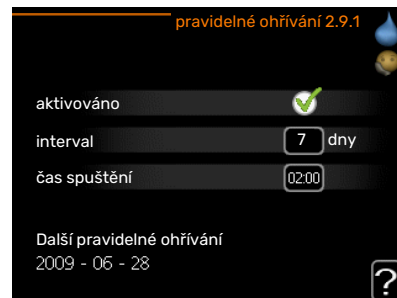 pravidelné ohřívání 2.9.1
aktivováno
interval 7 dny
čas spuštění 02:00
Další pravidelné ohřívání
2009 - 06 - 28
?